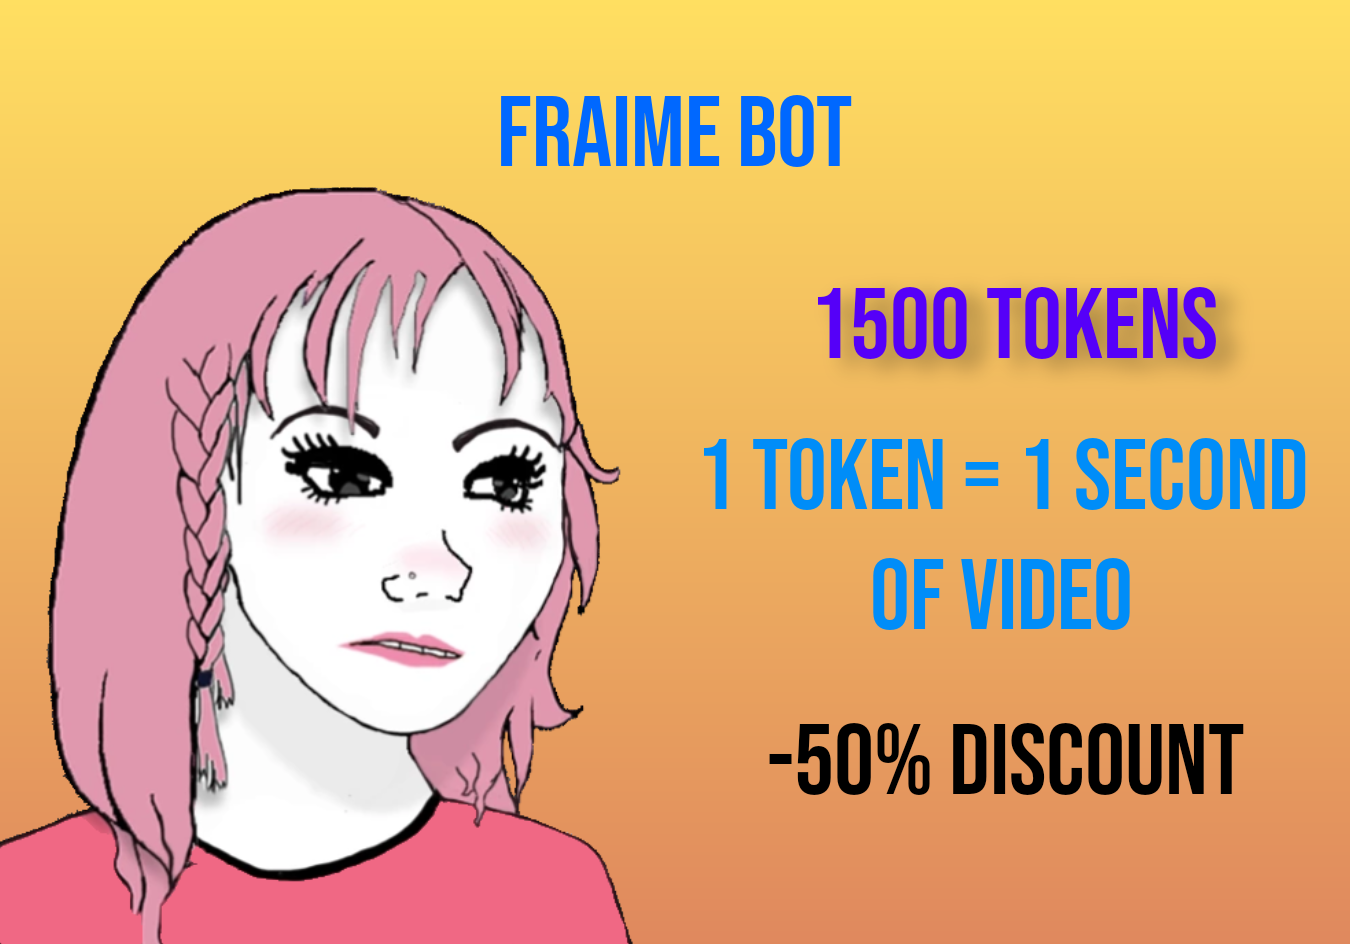 FRAIME BOT
1500 TOKENS
1 TOKEN = 1 SECOND
OF VIDEO
-50% DISCOUNT